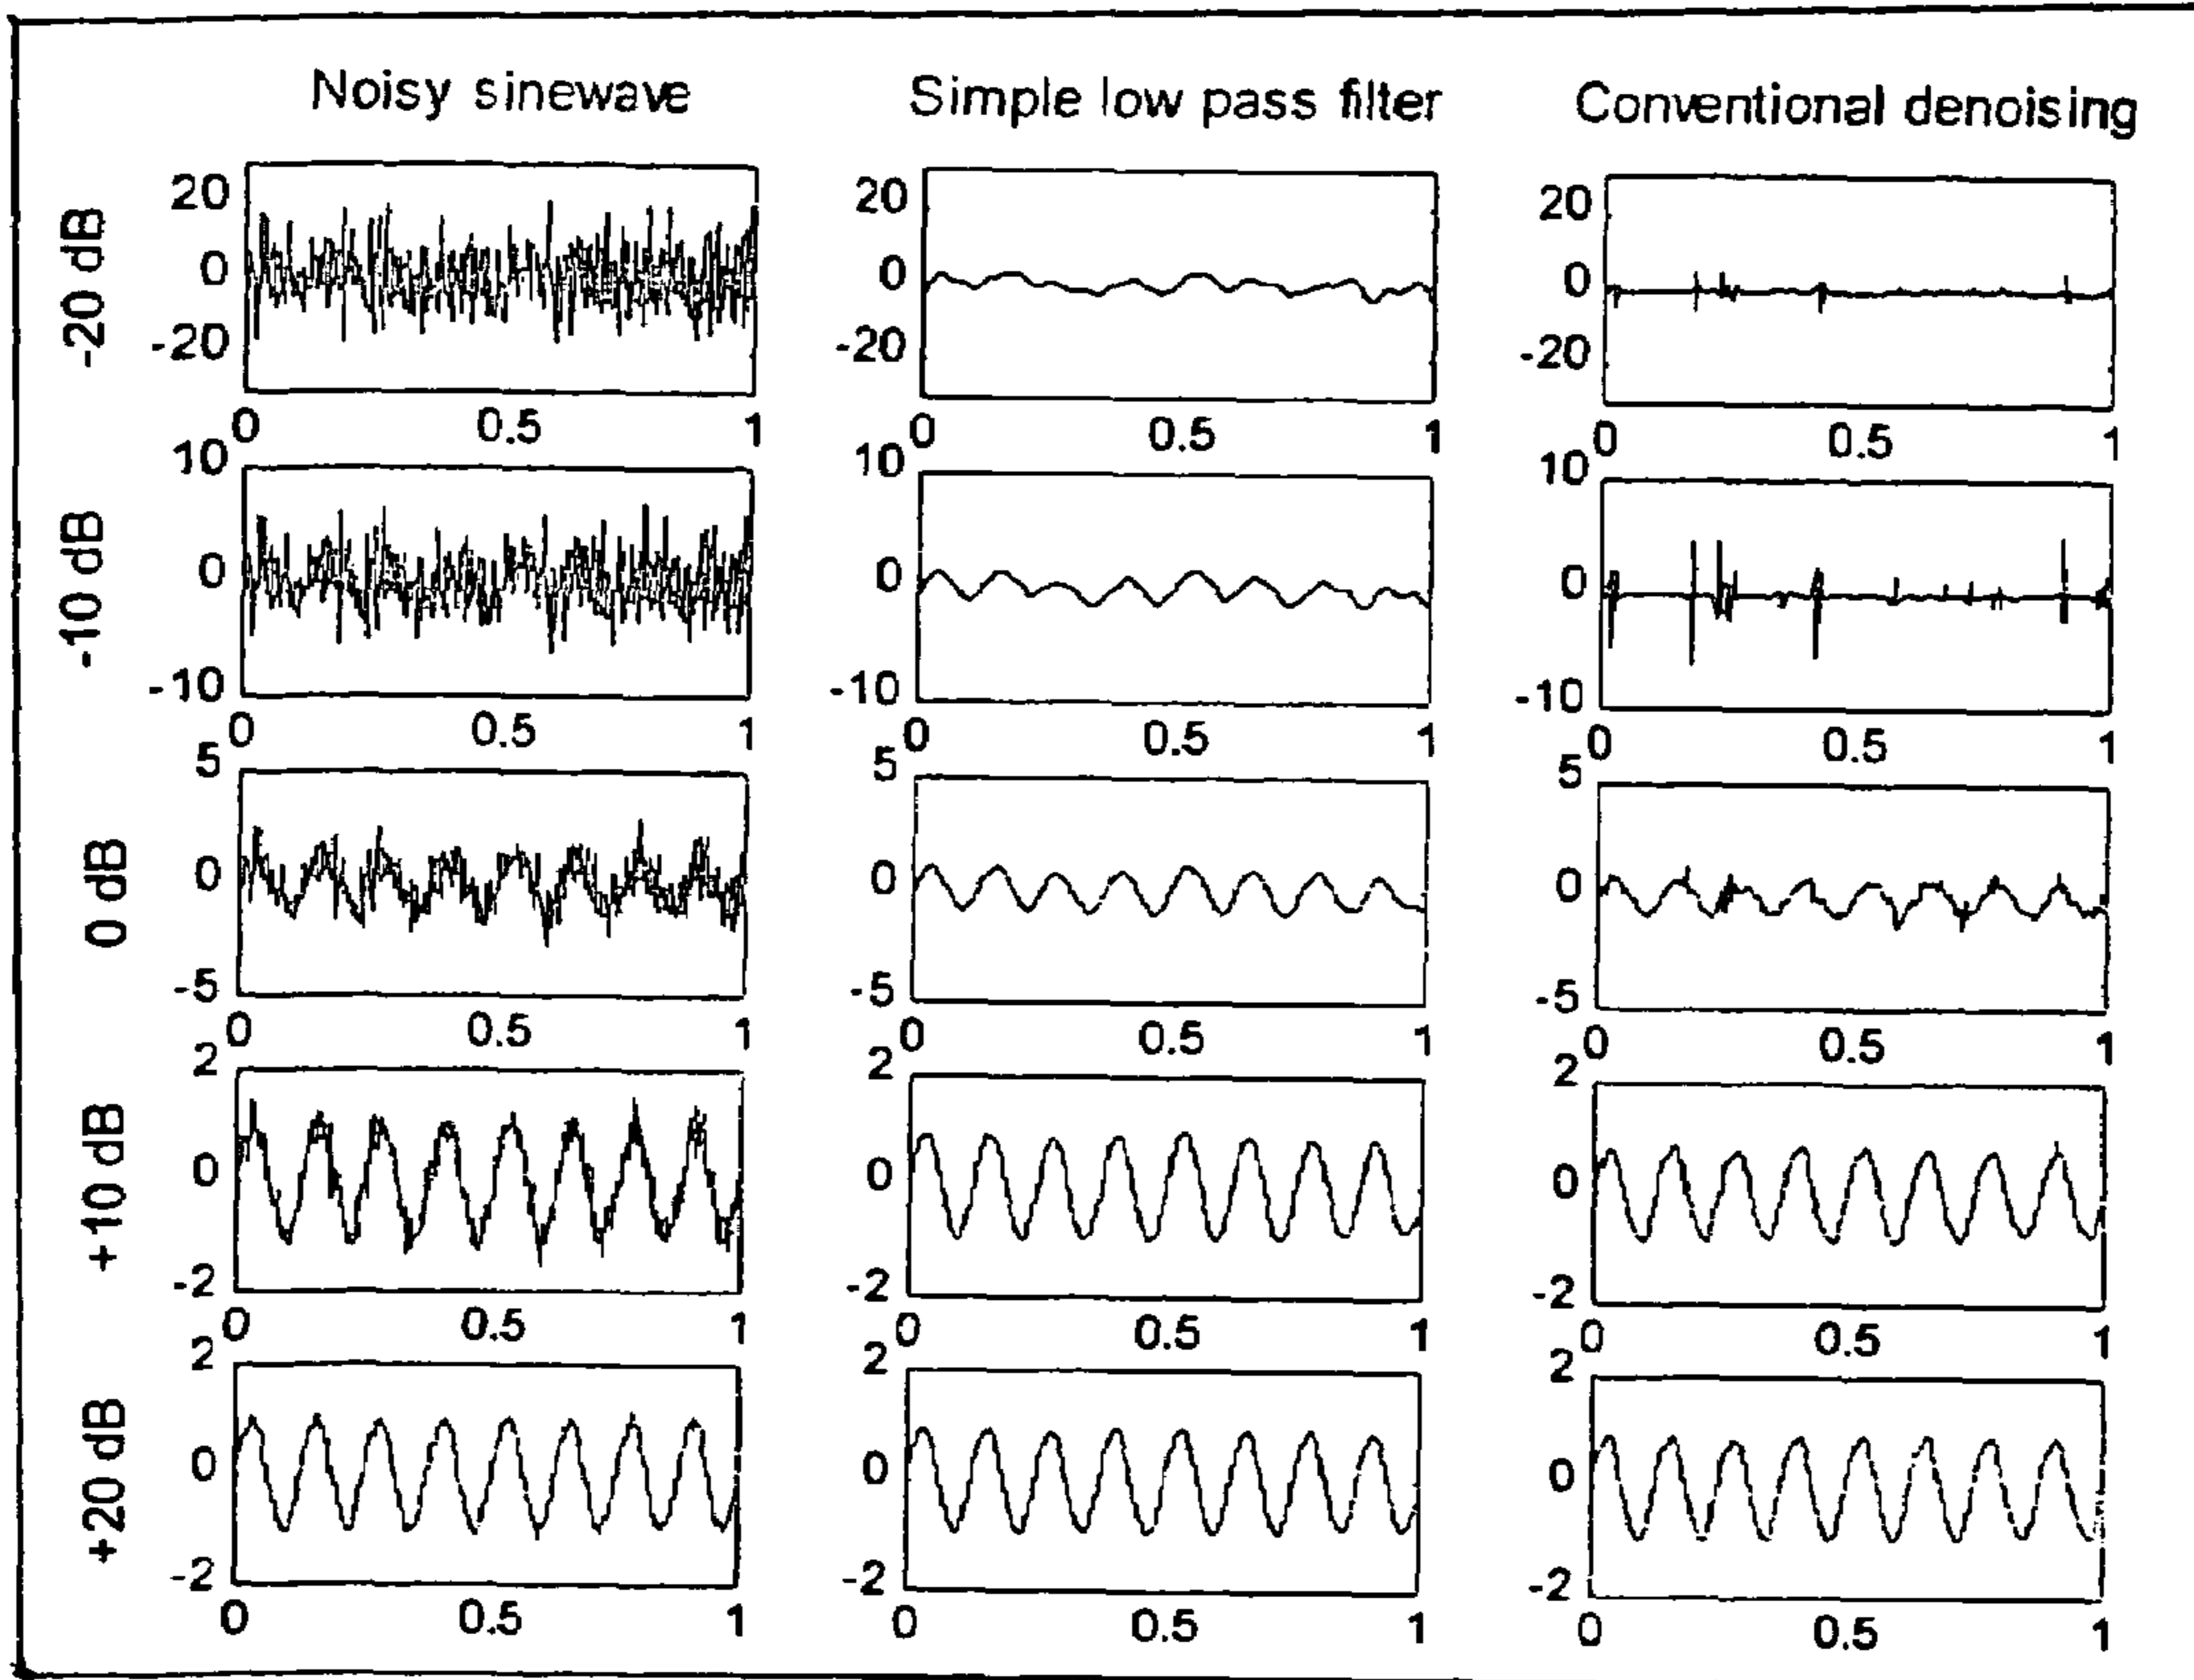 Noisy sinewave Simple low pass filter Conventional denoising
-20 dB
20 20 20
0 0 0
-20 -20 -20
0 0.5 1 0 0.5 1 0 0.5 1
-10 dB
10 10 10
0 0 0
-10 -10 -10
0 0.5 1 0 0.5 1 0 0.5 1
0 dB
5 5 5
0 0 0
-5 -5 -5
0 0.5 1 0 0.5 1 0 0.5 1
+10 dB
2 2 2
0 0 0
-2 -2 -2
0 0.5 1 0 0.5 1 0 0.5 1
+20 dB
2 2 2
0 0 0
-2 -2 -2
0 0.5 1 0 0.5 1 0 0.5 1